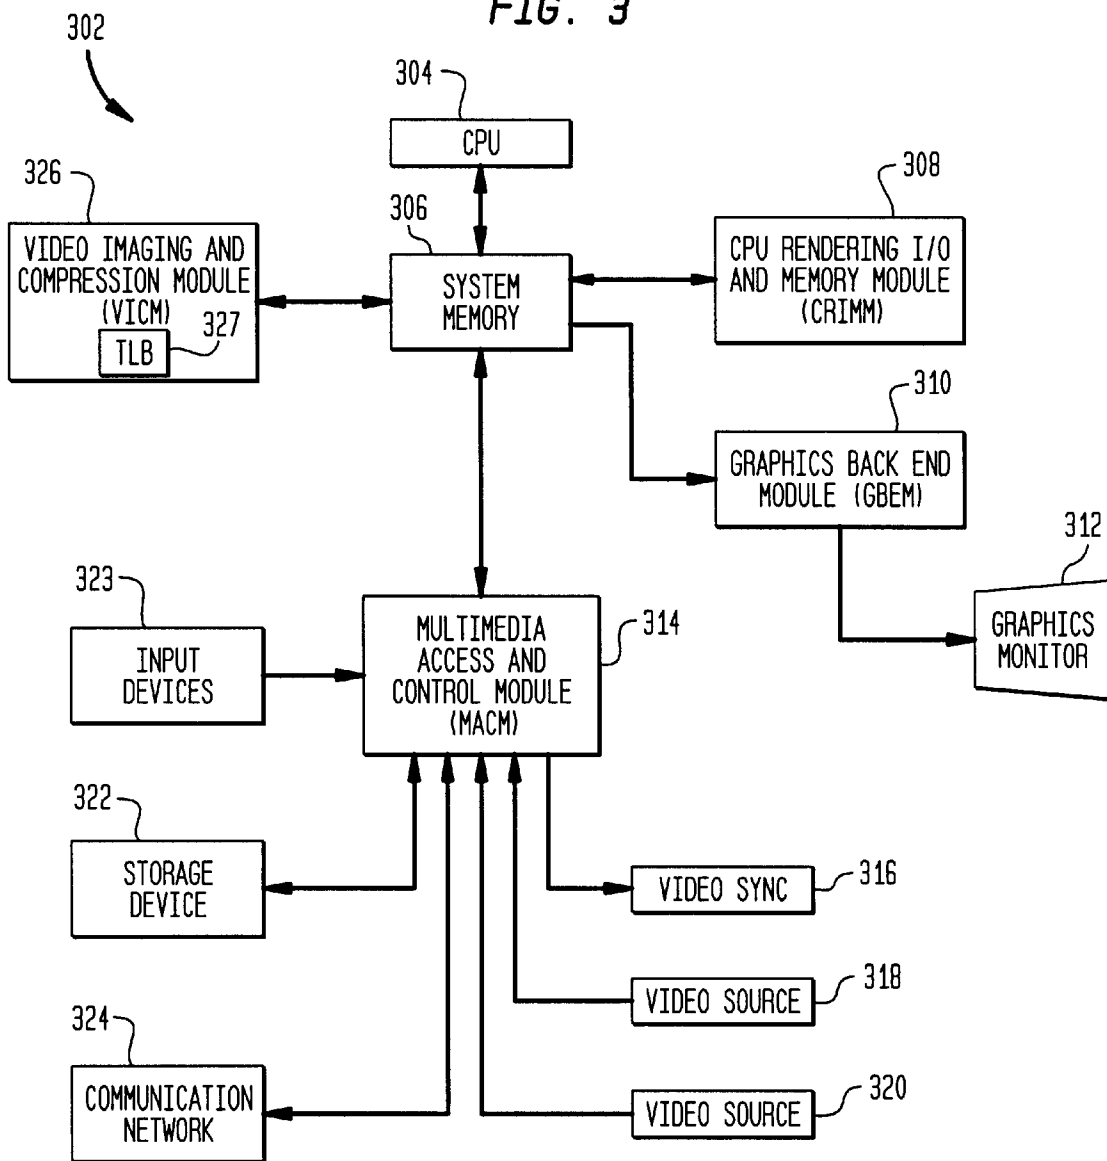 FIG. 3
302
304
CPU
326
306
308
VIDEO IMAGING AND
COMPRESSION MODULE
(VICM)
327
TLB
SYSTEM
MEMORY
CPU RENDERING I/O
AND MEMORY MODULE
(CRIMM)
310
GRAPHICS BACK END
MODULE (GBEM)
312
GRAPHICS
MONITOR
323
INPUT
DEVICES
MULTIMEDIA
ACCESS AND
CONTROL MODULE
(MACM)
314
322
STORAGE
DEVICE
VIDEO SYNC
316
VIDEO SOURCE
318
324
COMMUNICATION
NETWORK
VIDEO SOURCE
320